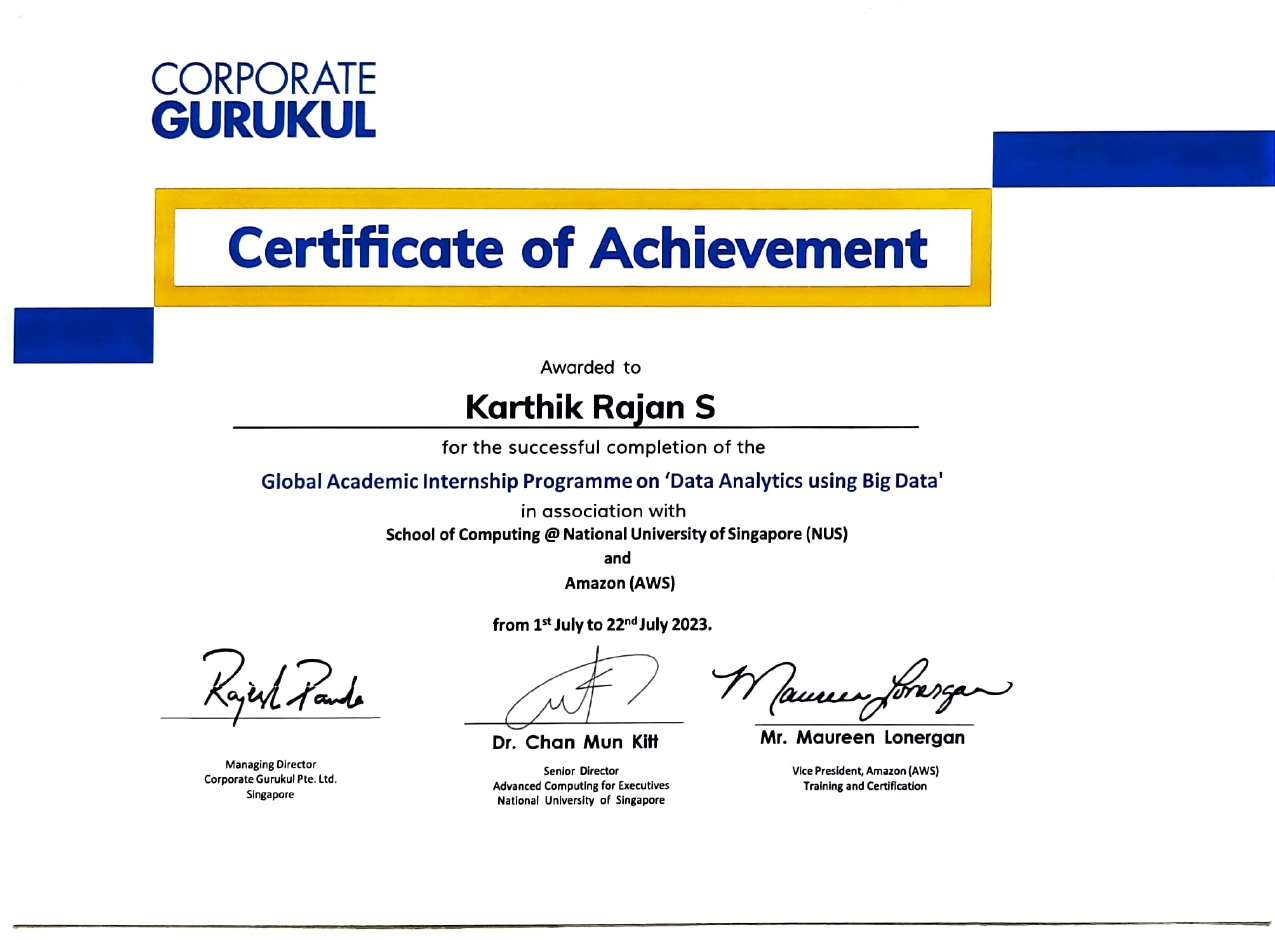 CORPORATE
GURUKUL
Certificate of Achievement
Awarded to
Karthik Rajan S
for the successful completion of the
Global Academic Internship Programme on ‘Data Analytics using Big Data'
in association with
School of Computing @ National University of Singapore (NUS)
and
Amazon (AWS)
from 1st July to 22nd July 2023.
Rajesh Panda
Maureen Lonergan
Dr. Chan Mun Kitt
Mr. Maureen Lonergan
Managing Director
Corporate Gurukul Pte. Ltd.
Singapore
Senior Director
Advanced Computing for Executives
National University of Singapore
Vice President, Amazon (AWS)
Training and Certification